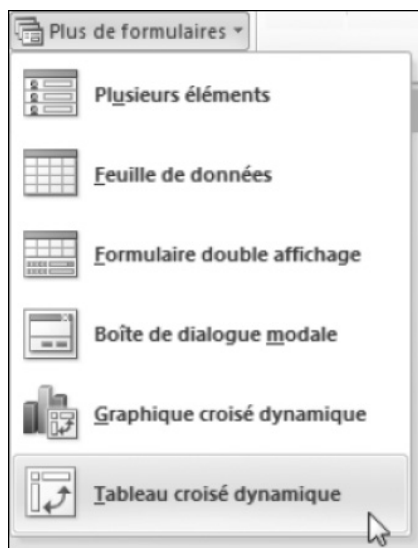 Plus de formulaires
Plusieurs éléments
Feuille de données
Formulaire double affichage
Boîte de dialogue modale
Graphique croisé dynamique
Tableau croisé dynamique